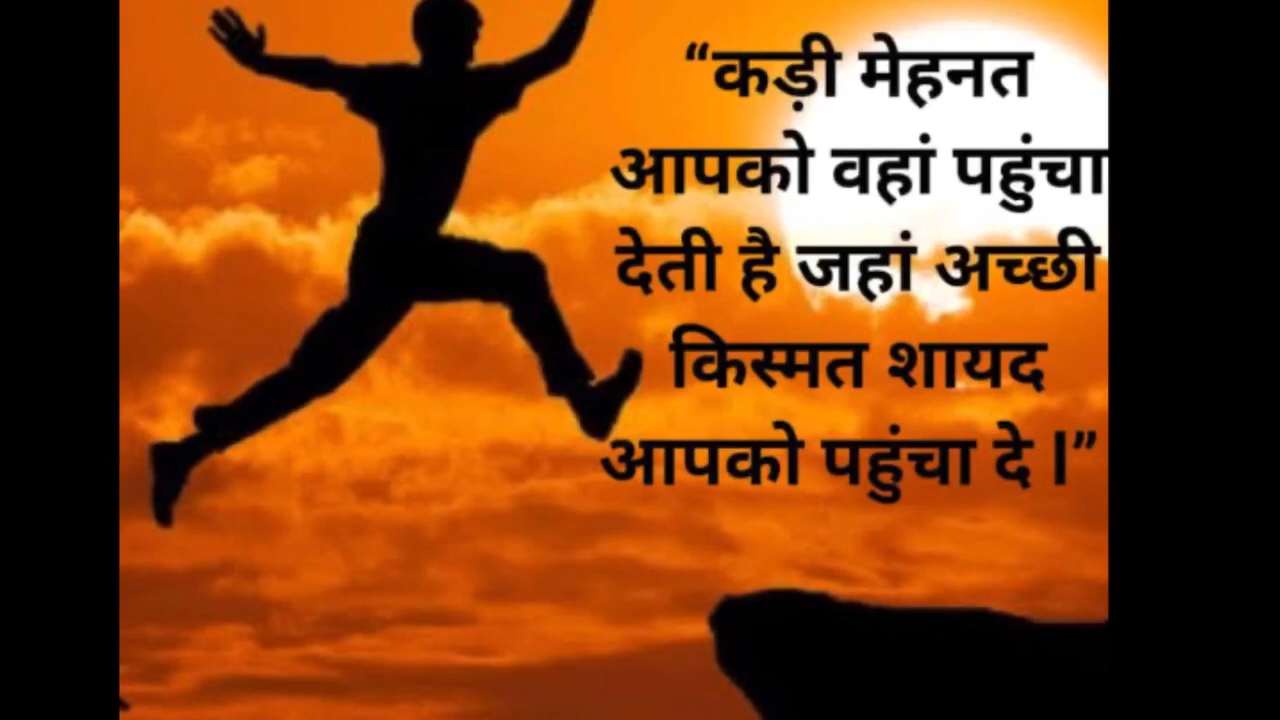 “कड़ी मेहनत
आपको वहां पहुंचा
देती है जहां अच्छी
किस्मत शायद
आपको पहुंचा दे |”